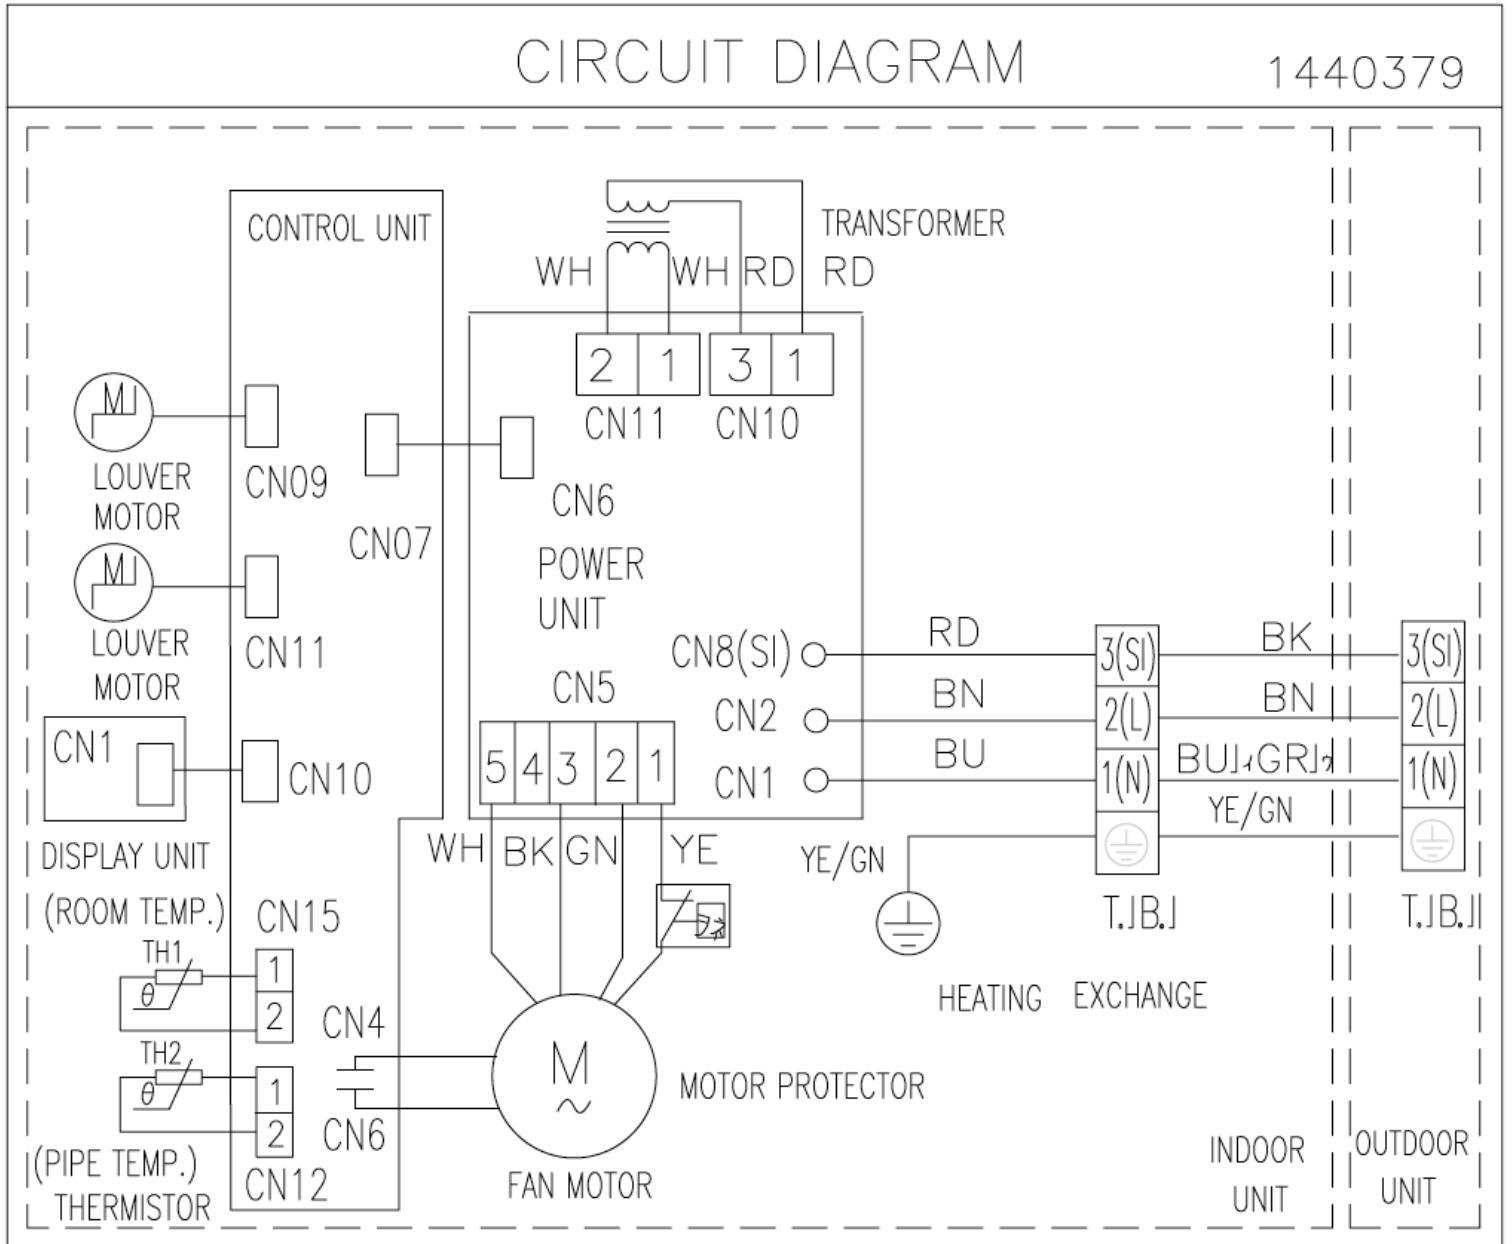 CIRCUIT DIAGRAM
1440379
CONTROL UNIT
TRANSFORMER
WH
WH
RD
RD
2
1
3
1
CN11
CN10
M
LOUVER
MOTOR
CN09
CN07
CN6
POWER
UNIT
M
LOUVER
MOTOR
CN11
CN1
DISPLAY UNIT
CN10
CN5
5
4
3
2
1
CN8(SI)
CN2
CN1
RD
BN
BU
3(SI)
2(L)
1(N)
T.B.
BK
BN
YE/GN
3(SI)
2(L)
1(N)
T.B.
WH
BK
GN
YE
YE/GN
(ROOM TEMP.)
TH1
θ
CN15
1
2
TH2
θ
1
2
(PIPE TEMP.)
THERMISTOR
CN12
CN4
CN6
M
~
FAN MOTOR
MOTOR PROTECTOR
HEATING EXCHANGE
INDOOR
UNIT
OUTDOOR
UNIT